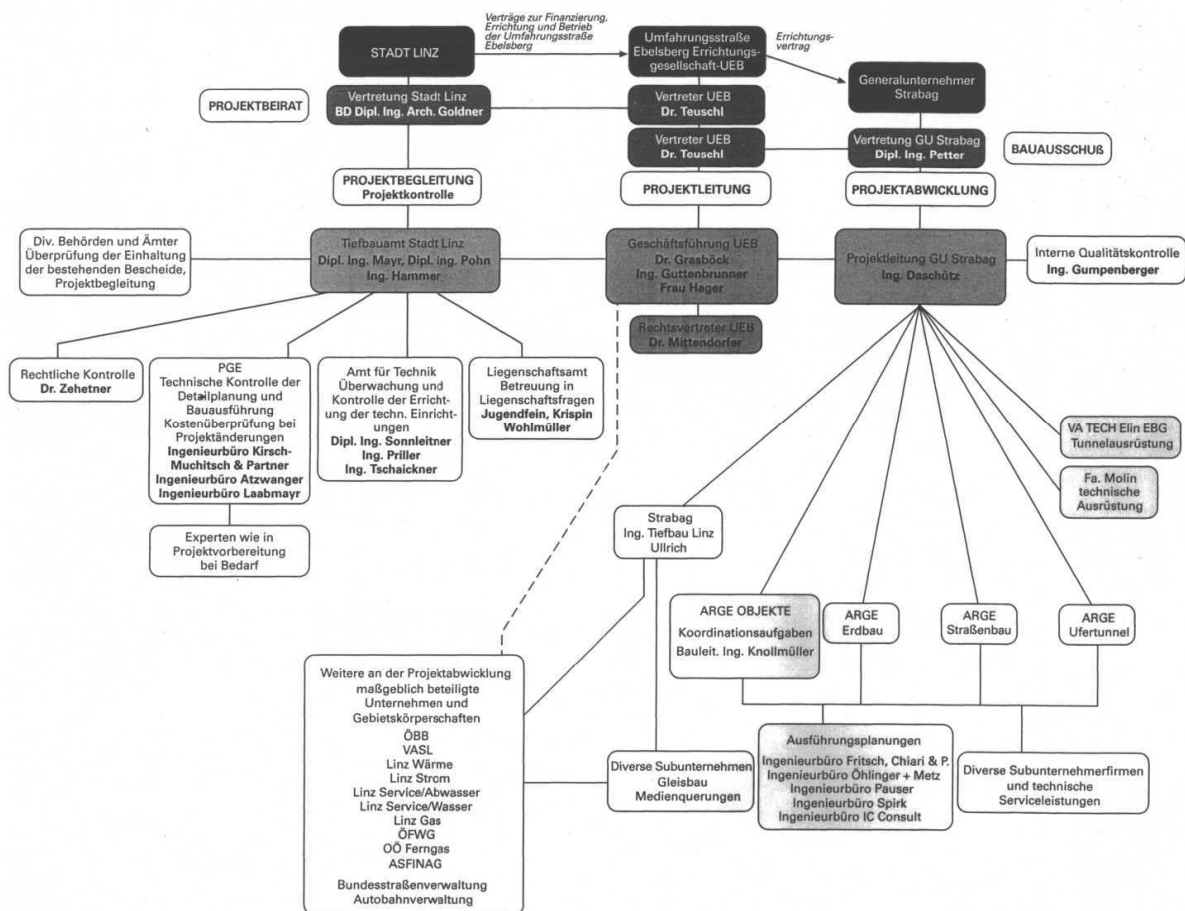 Verträge zur Finanzierung,
Errichtung und Betrieb
der Umfahrungsstraße
Ebelsberg
STADT LINZ
Umfahrungsstraße
Ebelsberg Errichtungs-
gesellschaft-UEB
Errichtungs-
vertrag
Generalunternehmer
Strabag
PROJEKTBEIRAT
Vertretung Stadt Linz
BD Dipl. Ing. Arch. Goldner
Vertreter UEB
Dr. Teuschl
Vertreter UEB
Dr. Teuschl
Vertretung GU Strabag
Dipl. Ing. Petter
BAUAUSSCHUß
PROJEKTBEGLEITUNG
Projektkontrolle
PROJEKTLEITUNG
PROJEKTABWICKLUNG
Div. Behörden und Ämter
Überprüfung der Einhaltung
der bestehenden Bescheide,
Projektbegleitung
Tiefbauamt Stadt Linz
Dipl. Ing. Mayr, Dipl. ing. Pohn
Ing. Hammer
Geschäftsführung UEB
Dr. Grasböck
Ing. Guttenbrunner
Frau Hager
Projektleitung GU Strabag
Ing. Daschütz
Interne Qualitätskontrolle
Ing. Gumpenberger
Rechtsvertreter UEB
Dr. Mittendorfer
Rechtliche Kontrolle
Dr. Zehetner
PGE
Technische Kontrolle der
Detailplanung und
Bauausführung
Kostenüberprüfung bei
Projektänderungen
Ingenieurbüro Kirsch-
Muchitsch & Partner
Ingenieurbüro Atzwanger
Ingenieurbüro Laabmayr
Amt für Technik
Überwachung und
Kontrolle der Errich-
tung der techn. Einricht-
ungen
Dipl. Ing. Sonnleitner
Ing. Priller
Ing. Tschaickner
Liegenschaftsamt
Betreuung in
Liegenschaftsfragen
Jugendfein, Krispin
Wohlmüller
Experten wie in
Projektvorbereitung
bei Bedarf
VA TECH Elin EBG
Tunnelausrüstung
Fa. Molin
technische
Ausrüstung
Strabag
Ing. Tiefbau Linz
Ullrich
ARGE OBJEKTE
Koordinationsaufgaben
Bauleit. Ing. Knollmüller
ARGE
Erdbau
ARGE
Straßenbau
ARGE
Ufertunnel
Weitere an der Projektabwicklung
maßgeblich beteiligte
Unternehmen und
Gebietskörperschaften
ÖBB
VASL
Linz Wärme
Linz Strom
Linz Service/Abwasser
Linz Service/Wasser
Linz Gas
ÖFWG
OÖ Ferngas
ASFINAG
Bundesstraßenverwaltung
Autobahnverwaltung
Diverse Subunternehmen
Gleisbau
Medienquerungen
Ausführungsplanungen
Ingenieurbüro Fritsch, Chiari & P.
Ingenieurbüro Öhlinger + Metz
Ingenieurbüro Pauser
Ingenieurbüro Spirk
Ingenieurbüro IC Consult
Diverse Subunternehmerfirmen
und technische
Serviceleistungen